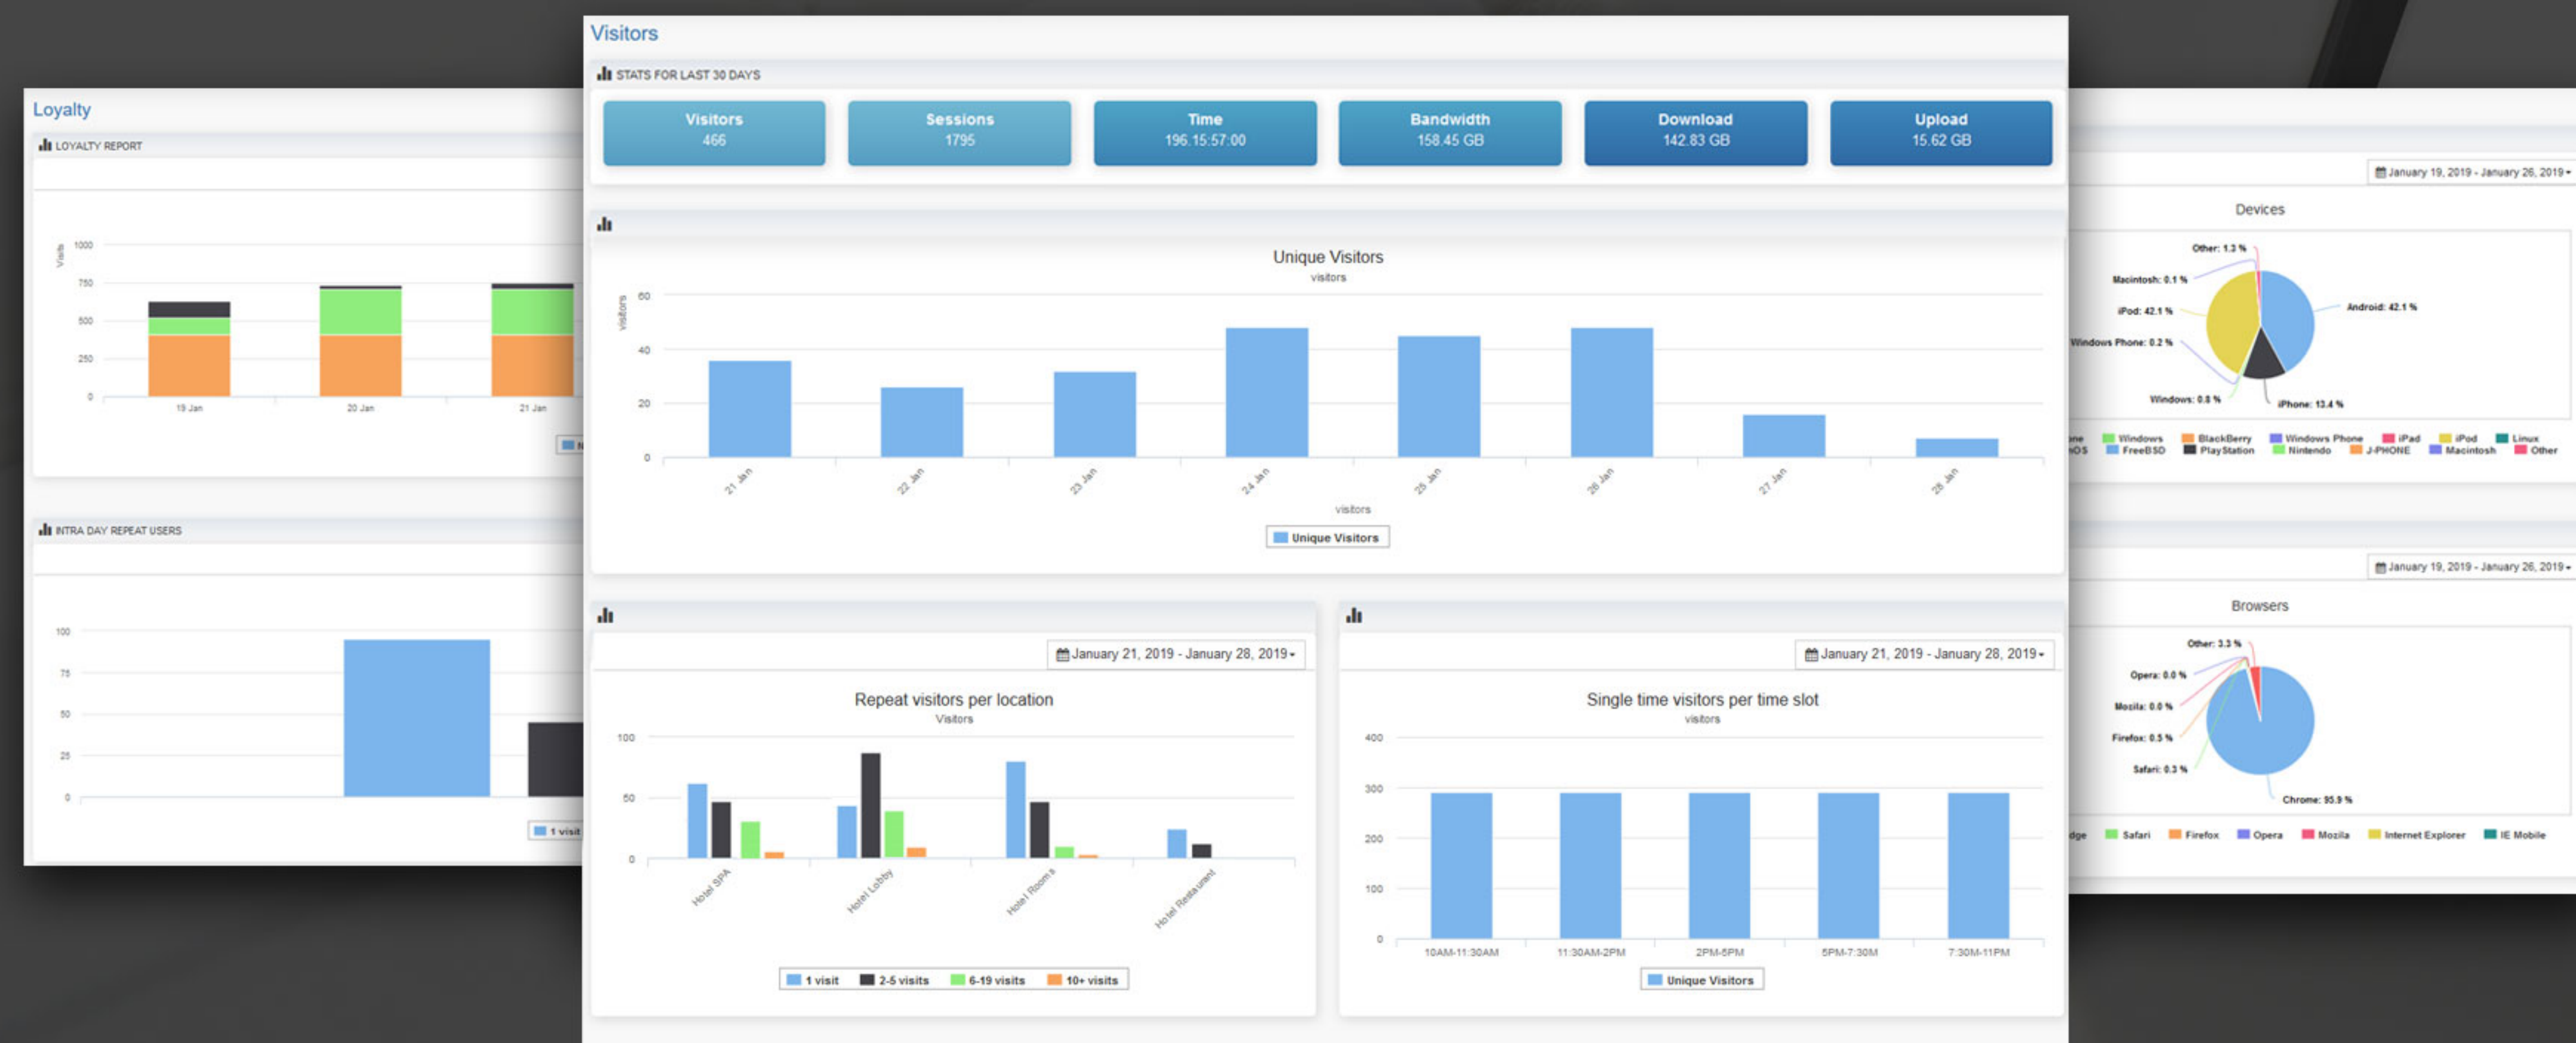 Loyalty
LOYALTY REPORT
Visits
1000
750
500
250
0
19 Jan
20 Jan
21 Jan
INTRA DAY REPEAT USERS
100
75
50
25
0
1 visit
Visitors
STATS FOR LAST 30 DAYS
Visitors
466
Sessions
1795
Time
196.15:57:00
Bandwidth
158.45 GB
Download
142.83 GB
Upload
15.62 GB
Unique Visitors
visitors
visitors
60
40
20
0
21 Jan
22 Jan
23 Jan
24 Jan
25 Jan
26 Jan
27 Jan
28 Jan
visitors
Unique Visitors
January 21, 2019 - January 28, 2019
Repeat visitors per location
Visitors
100
50
0
Hotel SPA
Hotel Lobby
Hotel Rooms
Hotel Restaurant
1 visit 2-5 visits 6-19 visits 10+ visits
January 21, 2019 - January 28, 2019
Single time visitors per time slot
visitors
400
300
200
100
0
10AM-11:30AM
11:30AM-2PM
2PM-5PM
5PM-7:30M
7:30M-11PM
Unique Visitors
January 19, 2019 - January 26, 2019
Devices
Other: 1.3 %
Macintosh: 0.1 %
iPod: 42.1 %
Windows Phone: 0.2 %
Windows: 0.8 %
Android: 42.1 %
iPhone: 13.4 %
Windows BlackBerry Windows Phone iPad iPod Linux
FreeBSD PlayStation Nintendo J-PHONE Macintosh Other
January 19, 2019 - January 26, 2019
Browsers
Other: 3.3 %
Opera: 0.0 %
Mozila: 0.0 %
Firefox: 0.5 %
Safari: 0.3 %
Chrome: 95.9 %
Safari Firefox Opera Mozila Internet Explorer IE Mobile